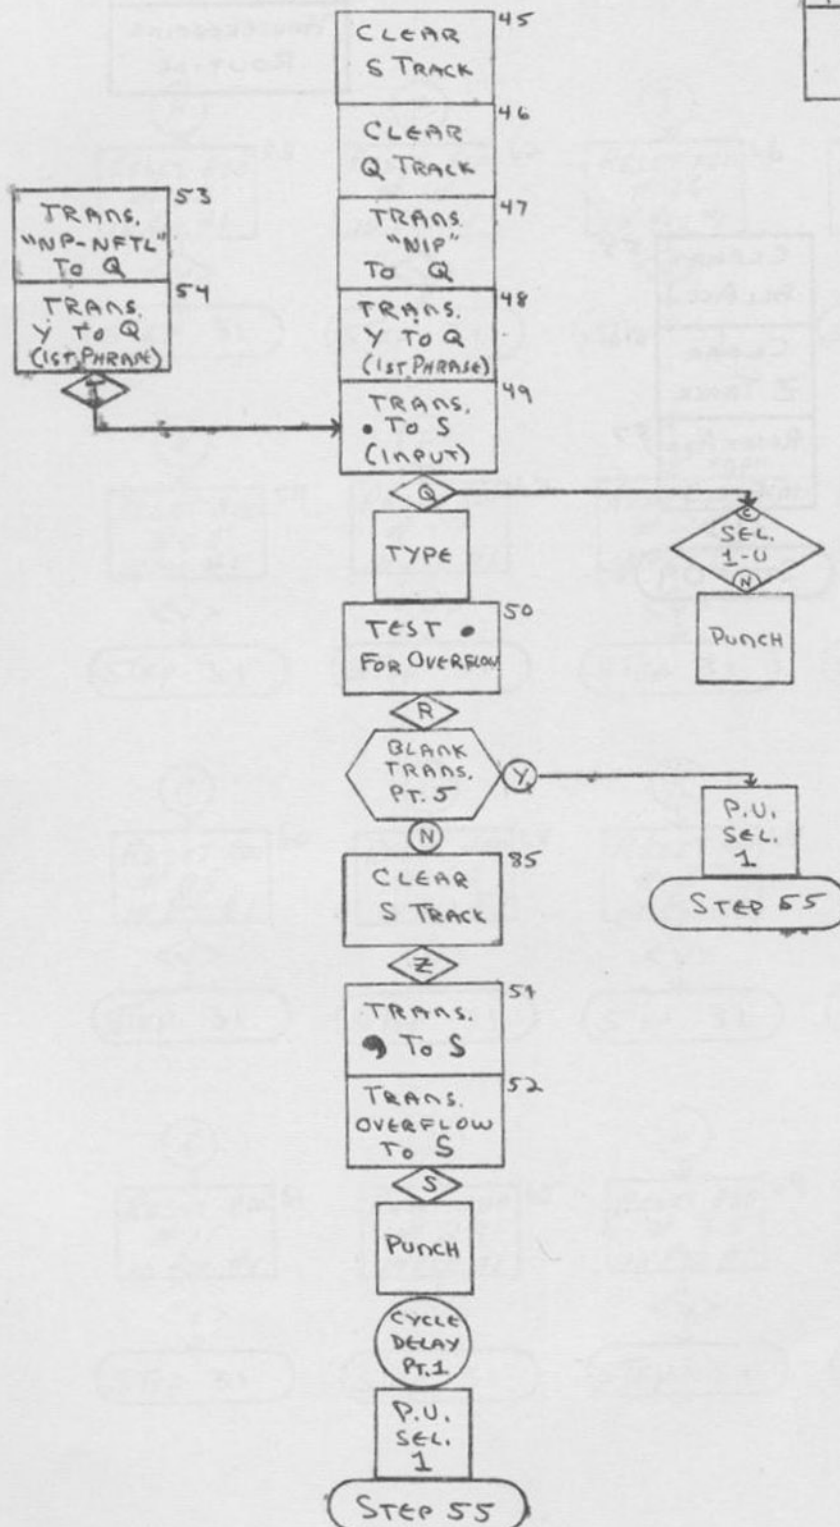 CLEAR
S TRACK
45
CLEAR
Q TRACK
46
TRANS.
"NIP"
TO Q
47
TRANS.
Y TO Q
(1ST PHRASE)
48
TRANS.
• TO S
(INPUT)
49
TRANS.
"NP-NFTL"
TO Q
53
TRANS.
Y TO Q
(1ST PHRASE)
54
Q
C
SEL.
1-U
N
PUNCH
TYPE
TEST •
FOR OVERFLOW
50
R
BLANK
TRANS.
PT. 5
Y
P.U.
SEL.
1
STEP 55
N
CLEAR
S TRACK
85
Z
TRANS.
TO S
TRANS.
OVERFLOW
TO S
52
S
PUNCH
CYCLE
DELAY
PT. 1
P.U.
SEL.
1
STEP 55